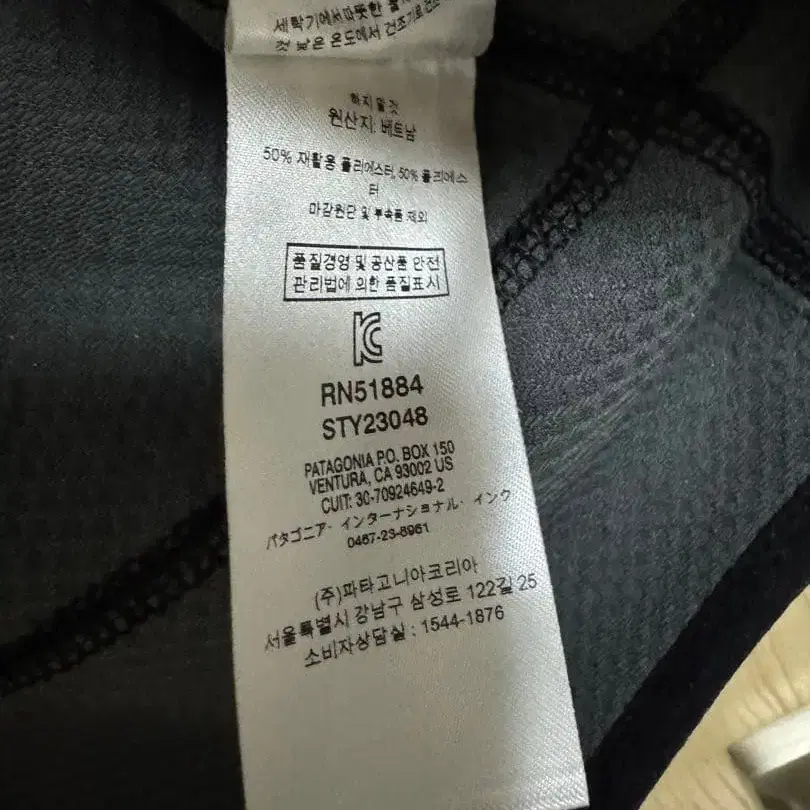 세탁기에서 따뜻한 물
것 낮은 온도에서 건조기로 건조
하지 말것
원산지: 베트남
50% 재활용 폴리에스터, 50% 폴리에스
터
마감원단 및 부속품 제외
품질경영 및 공산품 안전
관리법에 의한 품질표시
RN51884
STY23048
PATAGONIA P.O. BOX 150
VENTURA, CA 93002 US
CUIT: 30-70924649-2
パタゴニア・インターナショナル・インク
0467-23-8961
(주)파타고니아코리아
서울특별시 강남구 삼성로 122길 25
소비자상담실 : 1544-1876